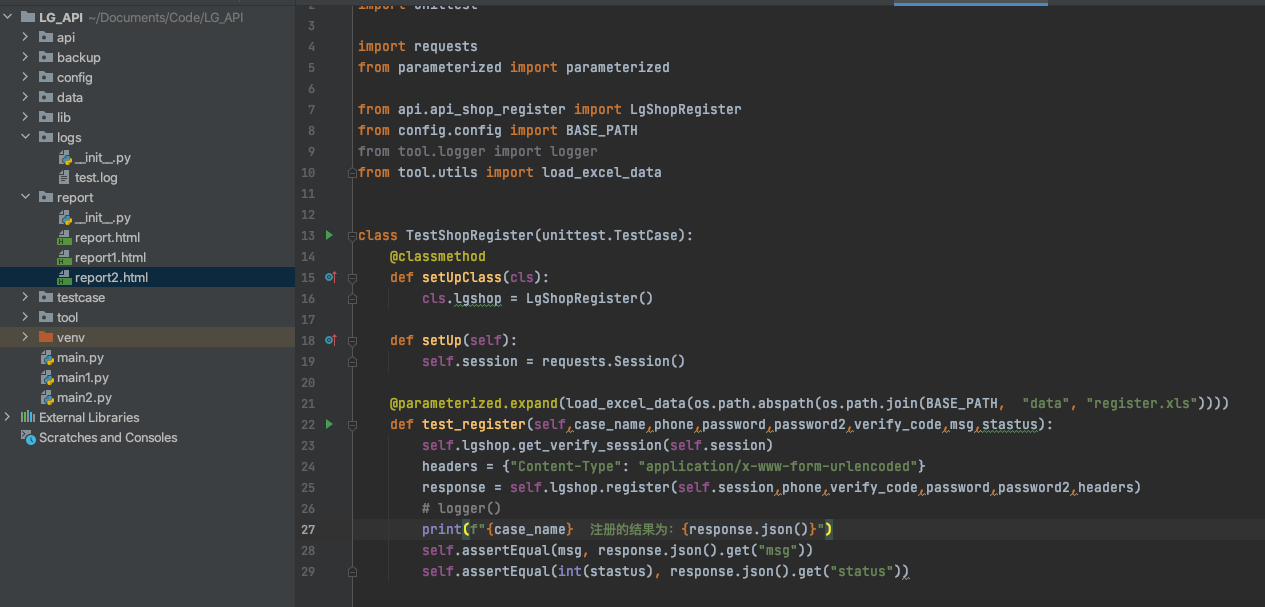 LG_API ~/Documents/Code/LG_API
api
backup
config
data
lib
logs
__init__.py
test.log
report
__init__.py
report.html
report1.html
report2.html
testcase
tool
venv
main.py
main1.py
main2.py
External Libraries
Scratches and Consoles
2 import unittest
3
4 import requests
5 from parameterized import parameterized
6
7 from api.api_shop_register import LgShopRegister
8 from config.config import BASE_PATH
9 from tool.logger import logger
10 from tool.utils import load_excel_data
11
12
13 class TestShopRegister(unittest.TestCase):
14 @classmethod
15 def setUpClass(cls):
16 cls.lgshop = LgShopRegister()
17
18 def setUp(self):
19 self.session = requests.Session()
20
21 @parameterized.expand(load_excel_data(os.path.abspath(os.path.join(BASE_PATH, "data", "register.xls"))))
22 def test_register(self,case_name,phone,password,password2,verify_code,msg,stastus):
23 self.lgshop.get_verify_session(self.session)
24 headers = {"Content-Type": "application/x-www-form-urlencoded"}
25 response = self.lgshop.register(self.session,phone,verify_code,password,password2,headers)
26 # logger()
27 print(f"{case_name} 注册的结果为：{response.json()}")
28 self.assertEqual(msg, response.json().get("msg"))
29 self.assertEqual(int(stastus), response.json().get("status"))